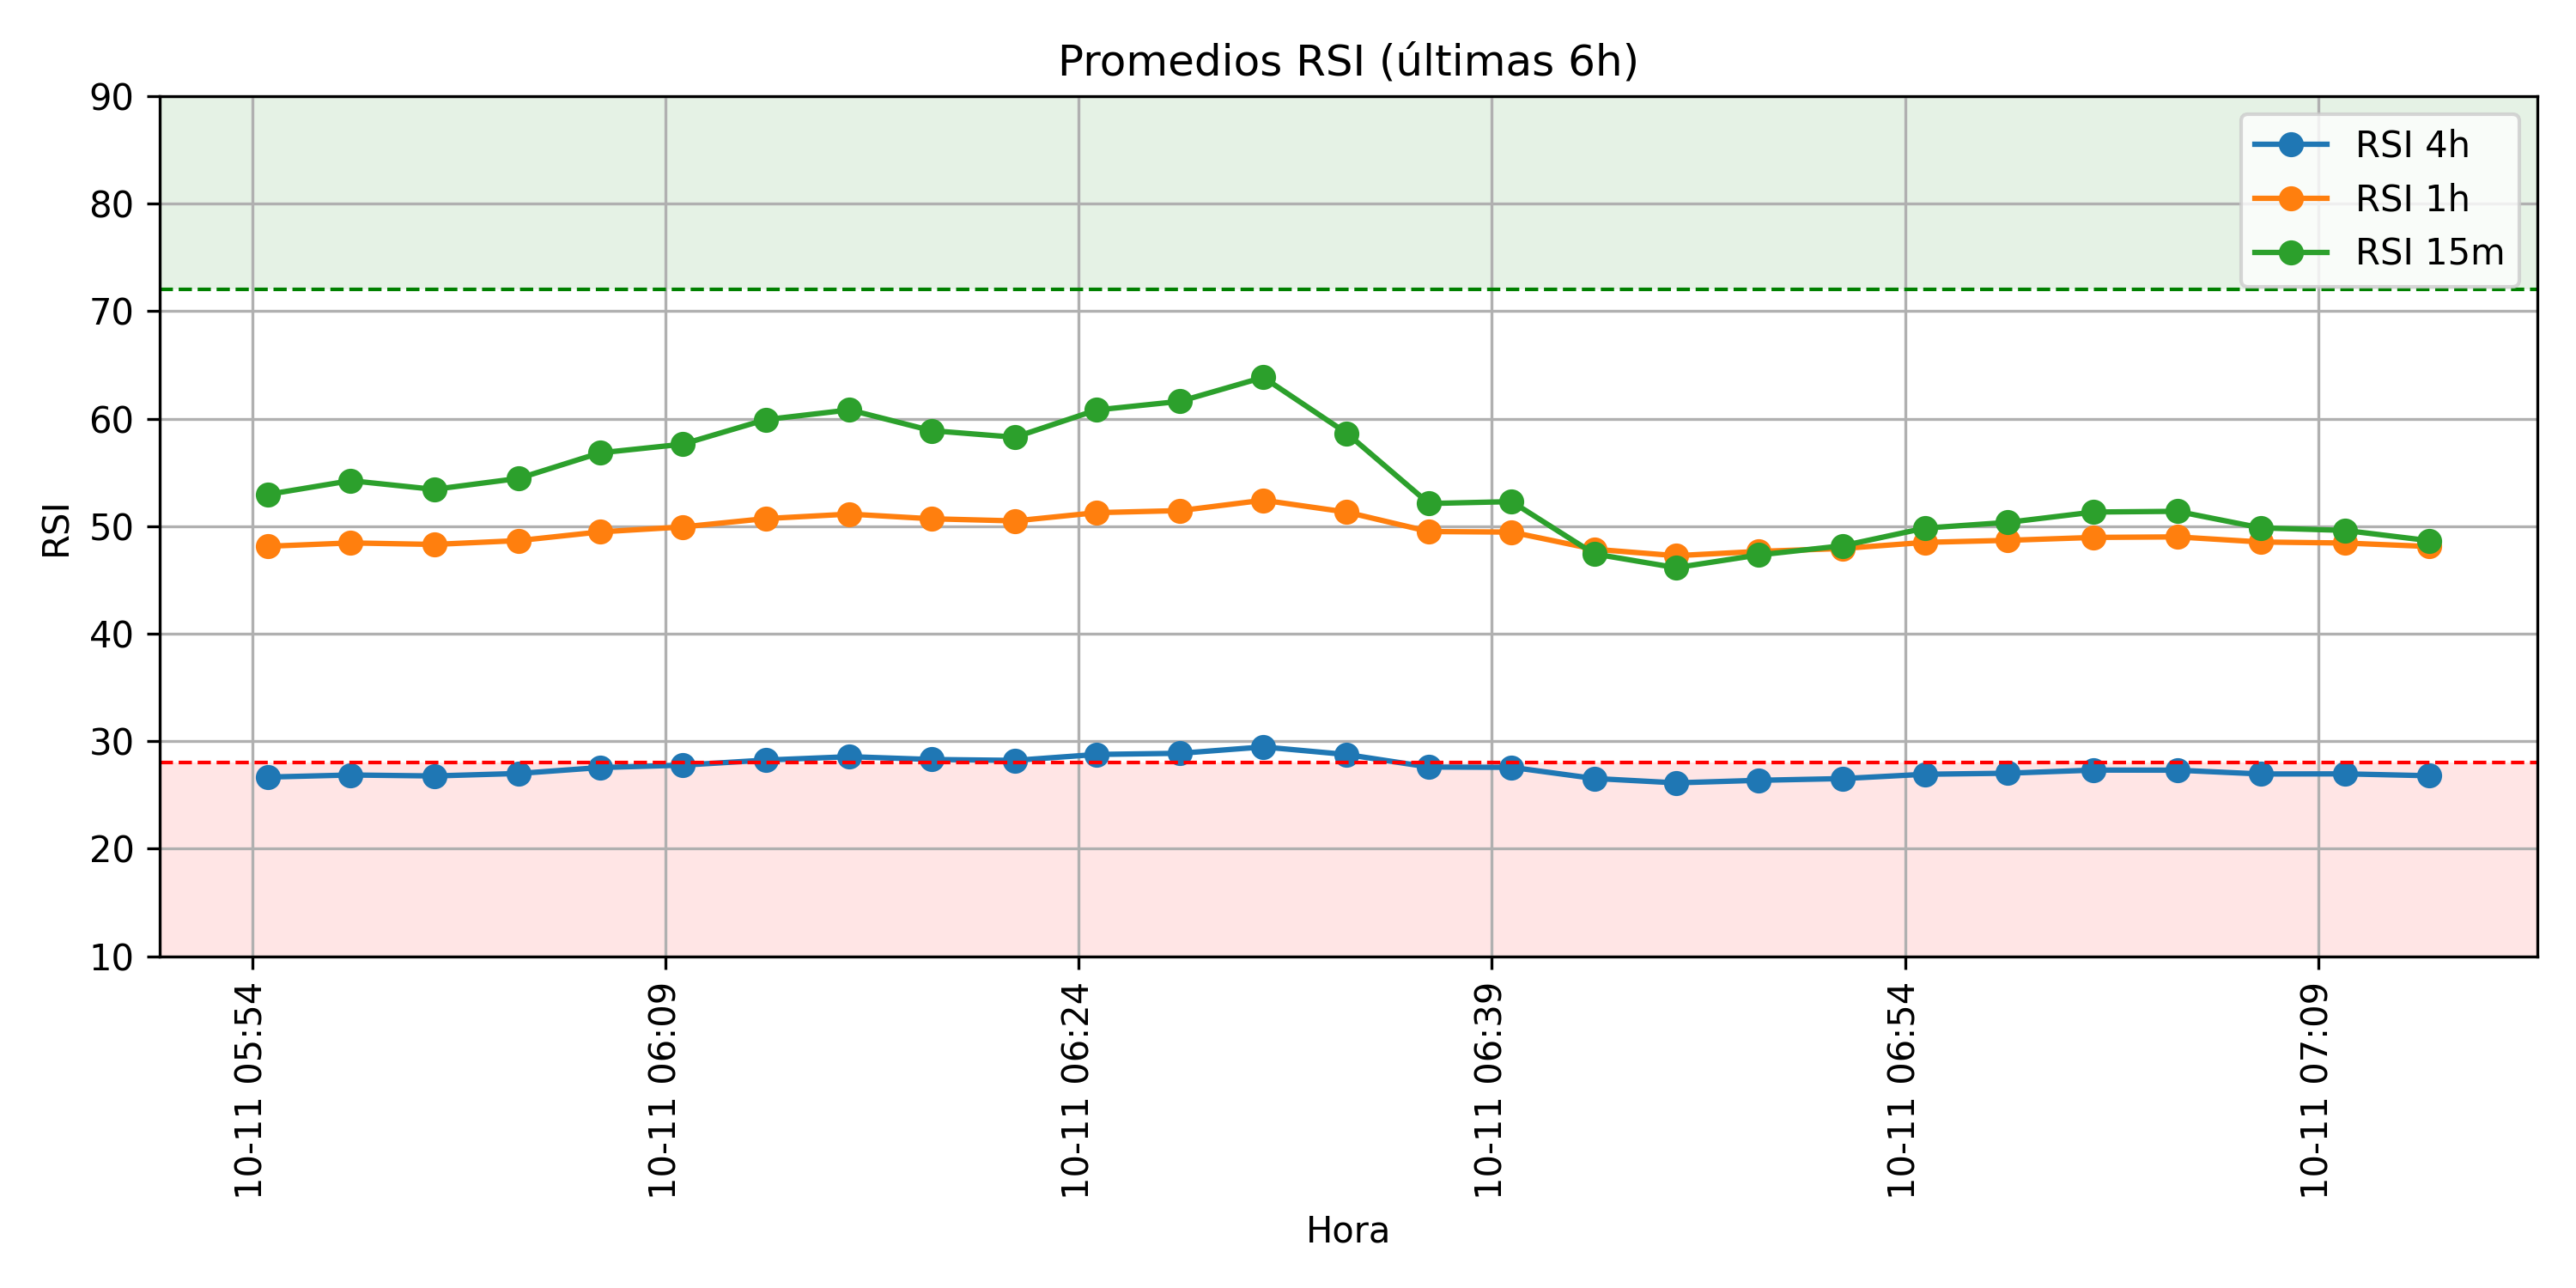 Promedios RSI (últimas 6h)
90
80
70
60
50
40
30
20
10
RSI
RSI 4h
RSI 1h
RSI 15m
10-11 05:54
10-11 06:09
10-11 06:24
10-11 06:39
10-11 06:54
10-11 07:09
Hora